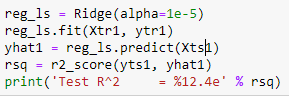 reg_ls = Ridge(alpha=1e-5)
reg_ls.fit(Xtr1, ytr1)
yhat1 = reg_ls.predict(Xts1)
rsq = r2_score(yts1, yhat1)
print('Test R^2     = %12.4e' % rsq)